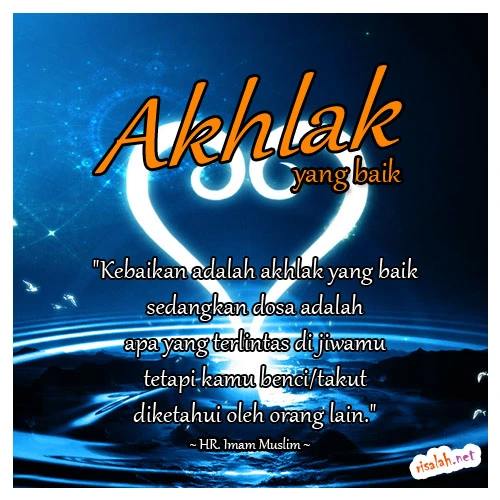 Akhlak
yang baik
"Kebaikan adalah akhlak yang baik
sedangkan dosa adalah
apa yang terlintas di jiwamu
tetapi kamu benci/takut
diketahui oleh orang lain."
~ HR. Imam Muslim ~
risalah.net